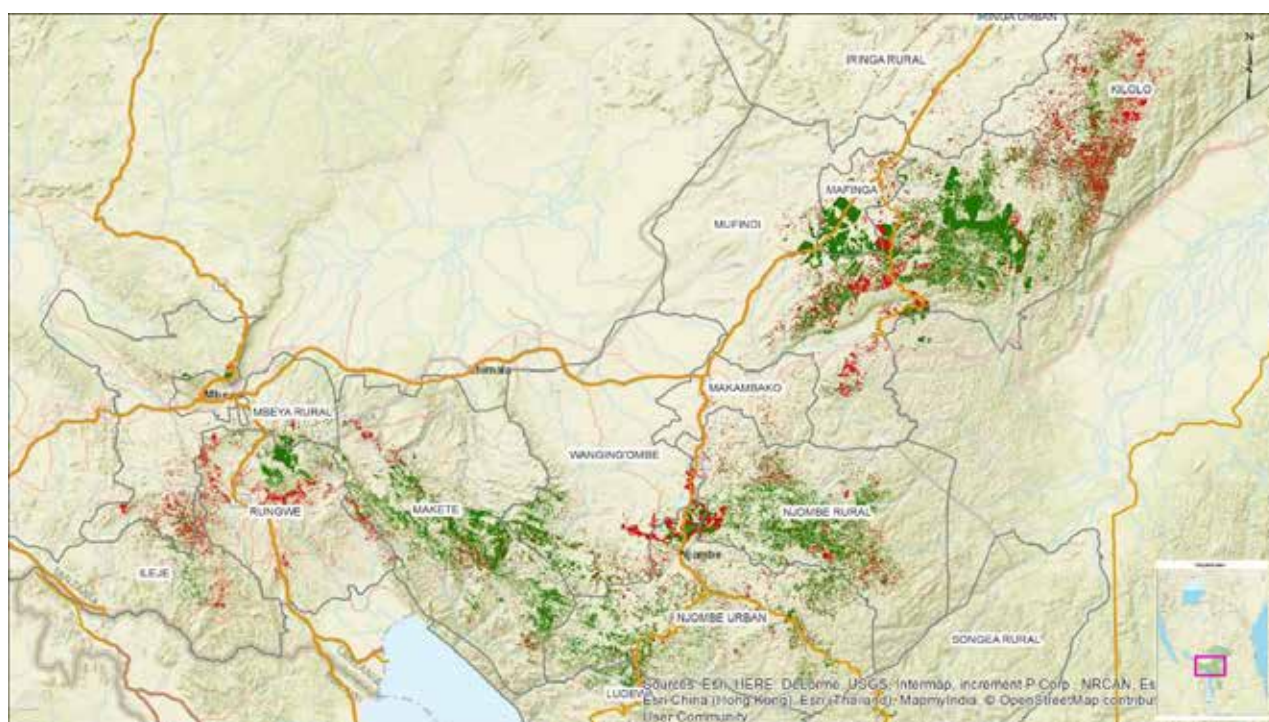 IRINGA URBAN
N
IRINGA RURAL
KILOLO
MAFINGA
MUFINDI
MAKAMBAKO
MBEYA RURAL
WANGING'OMBE
MAKETE
RUNGWE
NJOMBE RURAL
ILEJE
NJOMBE URBAN
SONGEA RURAL
LUDEWA
Sources: Esri, HERE, DeLorme, USGS, Intermap, increment P Corp., NRCAN, Es
Esri China (Hong Kong), Esri (Thailand), MapmyIndia, © OpenStreetMap contribu
User Community